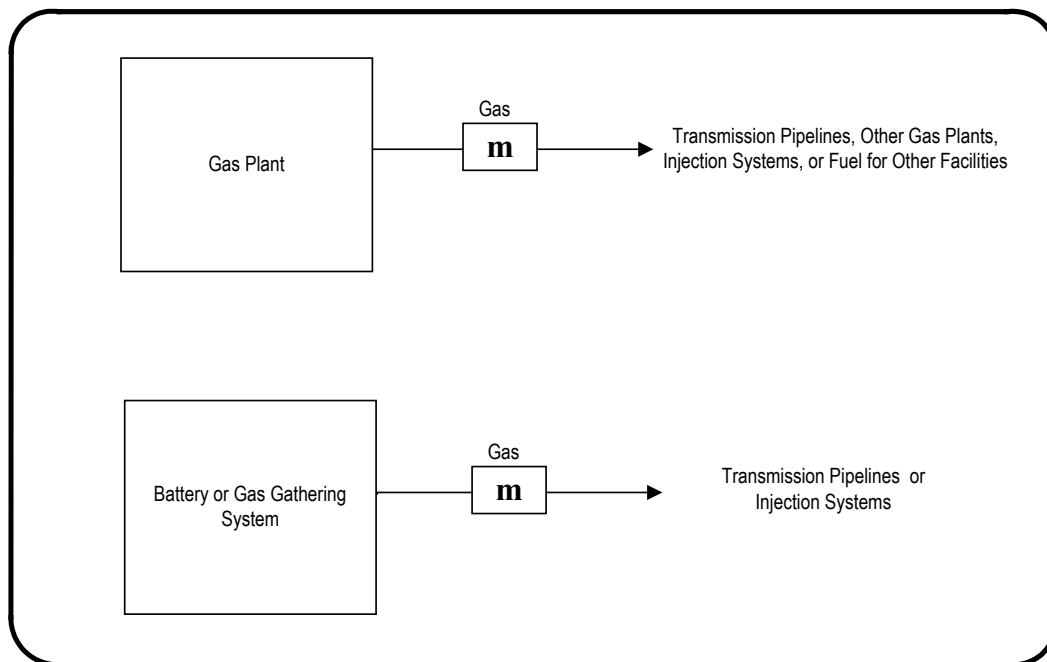 Gas
m
Gas Plant
Transmission Pipelines, Other Gas Plants,
Injection Systems, or Fuel for Other Facilities
Gas
m
Battery or Gas Gathering
System
Transmission Pipelines or
Injection Systems